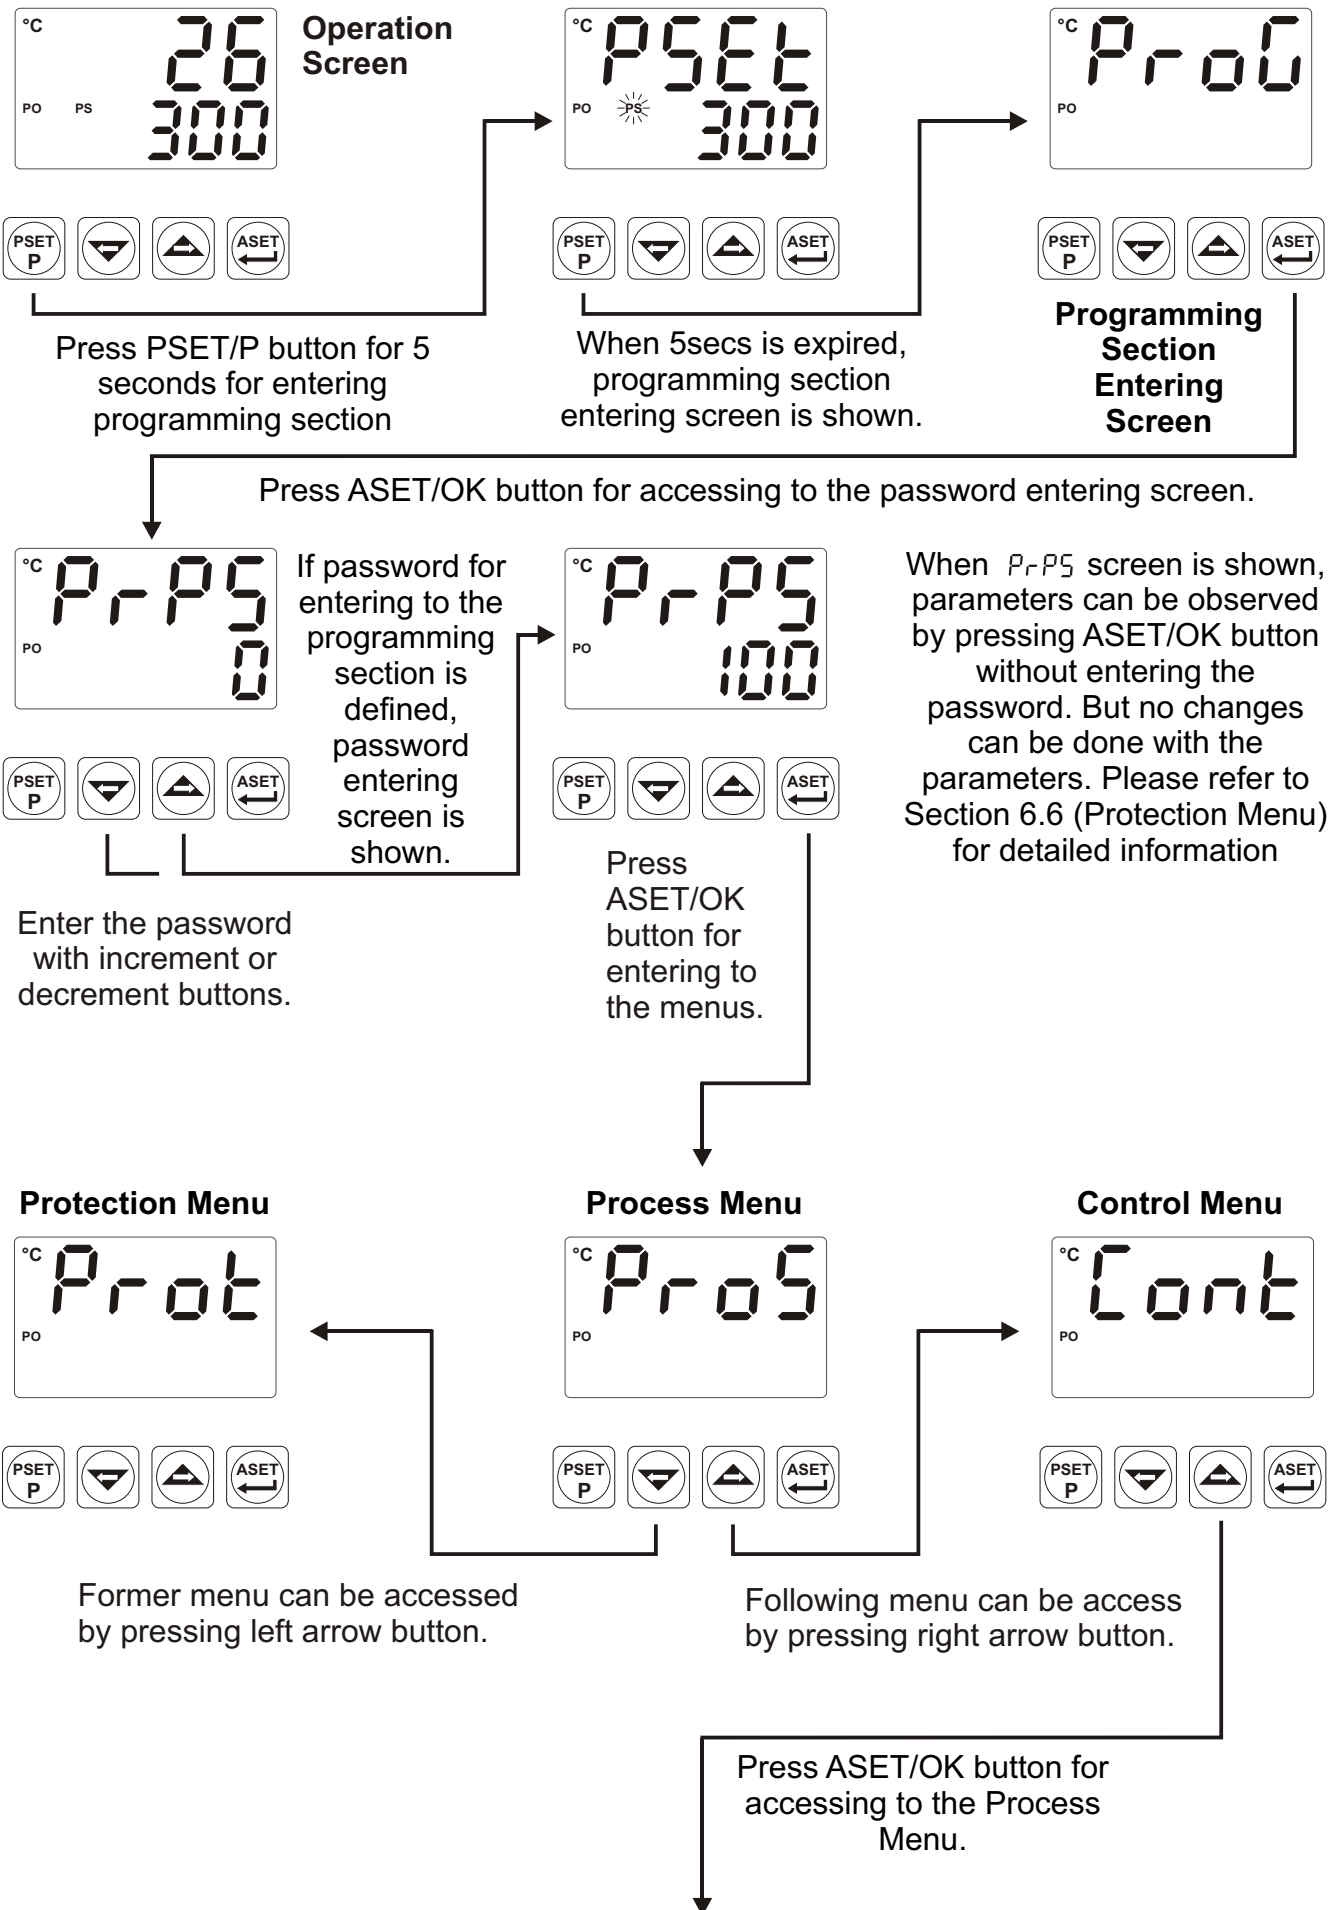 °C 26
PO PS 300
Operation
Screen
°C PSEt
PO PS 300
°C ProG
PO
PSET P ASET
PSET P ASET
PSET P ASET
Press PSET/P button for 5
seconds for entering
programming section
When 5secs is expired,
programming section
entering screen is shown.
Programming
Section
Entering
Screen
Press ASET/OK button for accessing to the password entering screen.
°C PrPS
PO 0
If password for
entering to the
programming
section is
defined,
password
entering
screen is
shown.
°C PrPS
PO 100
When PrPS screen is shown,
parameters can be observed
by pressing ASET/OK button
without entering the
password. But no changes
can be done with the
parameters. Please refer to
Section 6.6 (Protection Menu)
for detailed information
PSET P ASET
PSET P ASET
Enter the password
with increment or
decrement buttons.
Press
ASET/OK
button for
entering to
the menus.
Protection Menu
Process Menu
Control Menu
°C Prot
PO
°C ProS
PO
°C Cont
PO
PSET P ASET
PSET P ASET
PSET P ASET
Former menu can be accessed
by pressing left arrow button.
Following menu can be access
by pressing right arrow button.
Press ASET/OK button for
accessing to the Process
Menu.